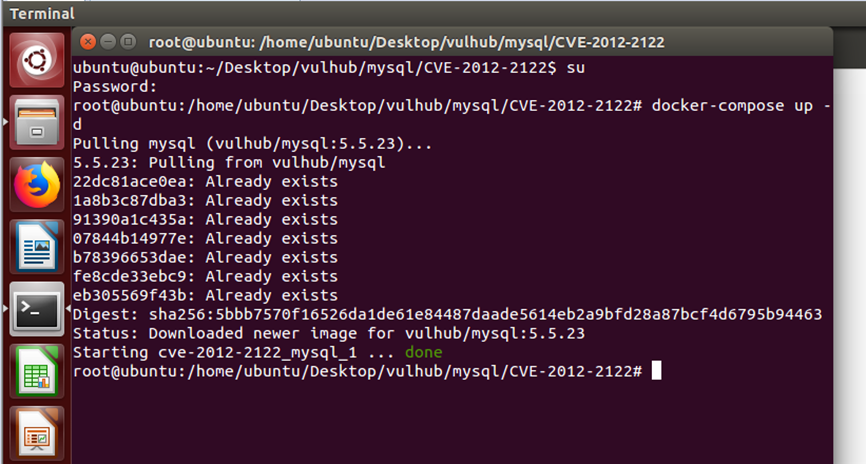 Terminal
root@ubuntu: /home/ubuntu/Desktop/vulhub/mysql/CVE-2012-2122
ubuntu@ubuntu:~/Desktop/vulhub/mysql/CVE-2012-2122$ su
Password:
root@ubuntu:/home/ubuntu/Desktop/vulhub/mysql/CVE-2012-2122# docker-compose up -
d
Pulling mysql (vulhub/mysql:5.5.23)...
5.5.23: Pulling from vulhub/mysql
22dc81ace0ea: Already exists
1a8b3c87dba3: Already exists
91390a1c435a: Already exists
07844b14977e: Already exists
b78396653dae: Already exists
fe8cde33ebc9: Already exists
eb305569f43b: Already exists
Digest: sha256:5bbb7570f16526da1de61e84487daade5614eb2a9bfd28a87bcf4d6795b94463
Status: Downloaded newer image for vulhub/mysql:5.5.23
Starting cve-2012-2122_mysql_1 ... done
root@ubuntu:/home/ubuntu/Desktop/vulhub/mysql/CVE-2012-2122#